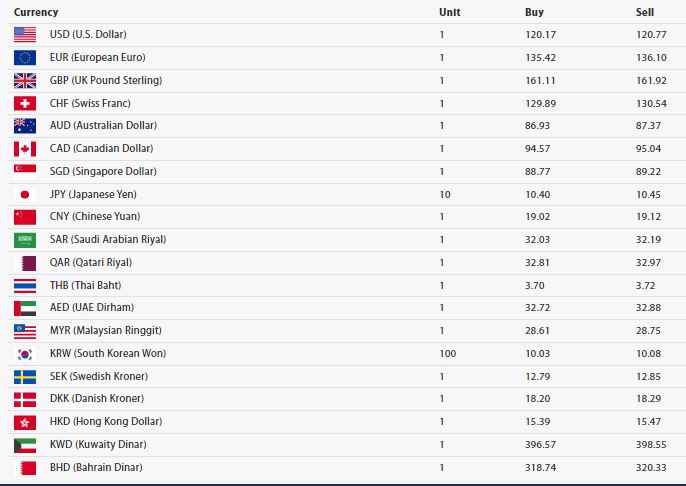 Currency Unit Buy Sell
USD (U.S. Dollar) 1 120.17 120.77
EUR (European Euro) 1 135.42 136.10
GBP (UK Pound Sterling) 1 161.11 161.92
CHF (Swiss Franc) 1 129.89 130.54
AUD (Australian Dollar) 1 86.93 87.37
CAD (Canadian Dollar) 1 94.57 95.04
SGD (Singapore Dollar) 1 88.77 89.22
JPY (Japanese Yen) 10 10.40 10.45
CNY (Chinese Yuan) 1 19.02 19.12
SAR (Saudi Arabian Riyal) 1 32.03 32.19
QAR (Qatari Riyal) 1 32.81 32.97
THB (Thai Baht) 1 3.70 3.72
AED (UAE Dirham) 1 32.72 32.88
MYR (Malaysian Ringgit) 1 28.61 28.75
KRW (South Korean Won) 100 10.03 10.08
SEK (Swedish Kroner) 1 12.79 12.85
DKK (Danish Kroner) 1 18.20 18.29
HKD (Hong Kong Dollar) 1 15.39 15.47
KWD (Kuwaity Dinar) 1 396.57 398.55
BHD (Bahrain Dinar) 1 318.74 320.33